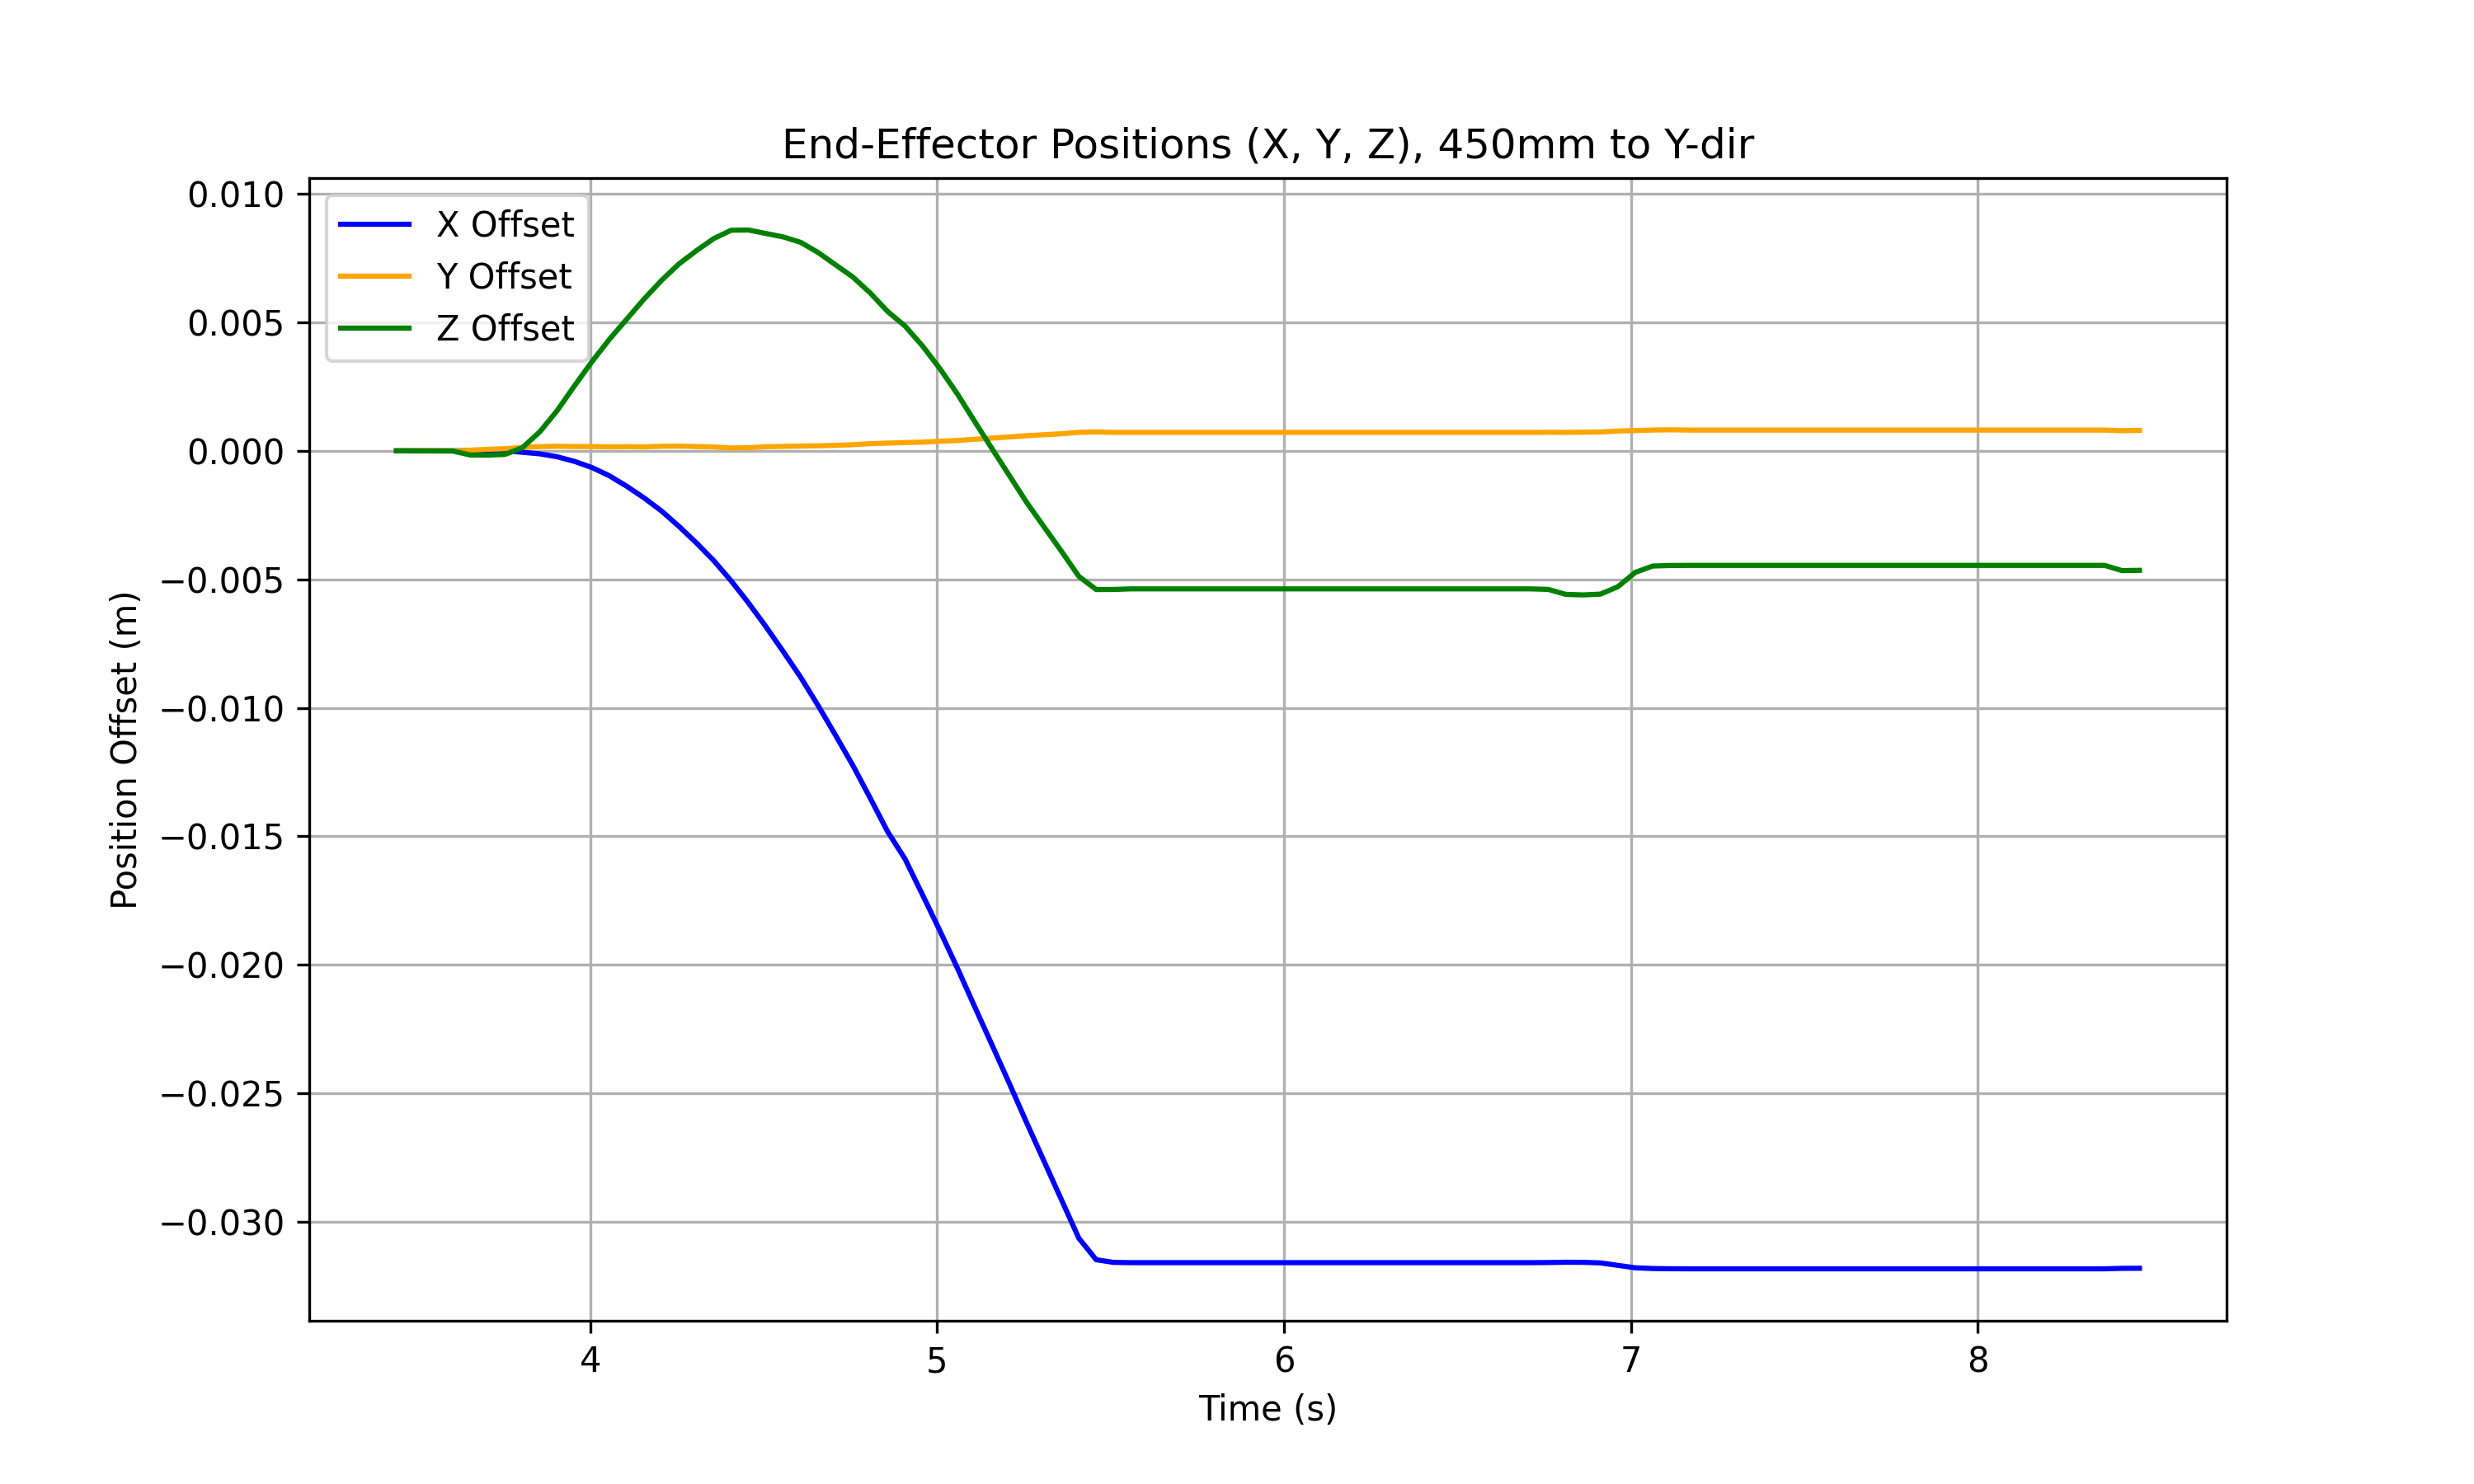 End-Effector Positions (X, Y, Z), 450mm to Y-dir
X Offset
Y Offset
Z Offset
0.010
0.005
0.000
−0.005
−0.010
−0.015
−0.020
−0.025
−0.030
Position Offset (m)
4 5 6 7 8
Time (s)